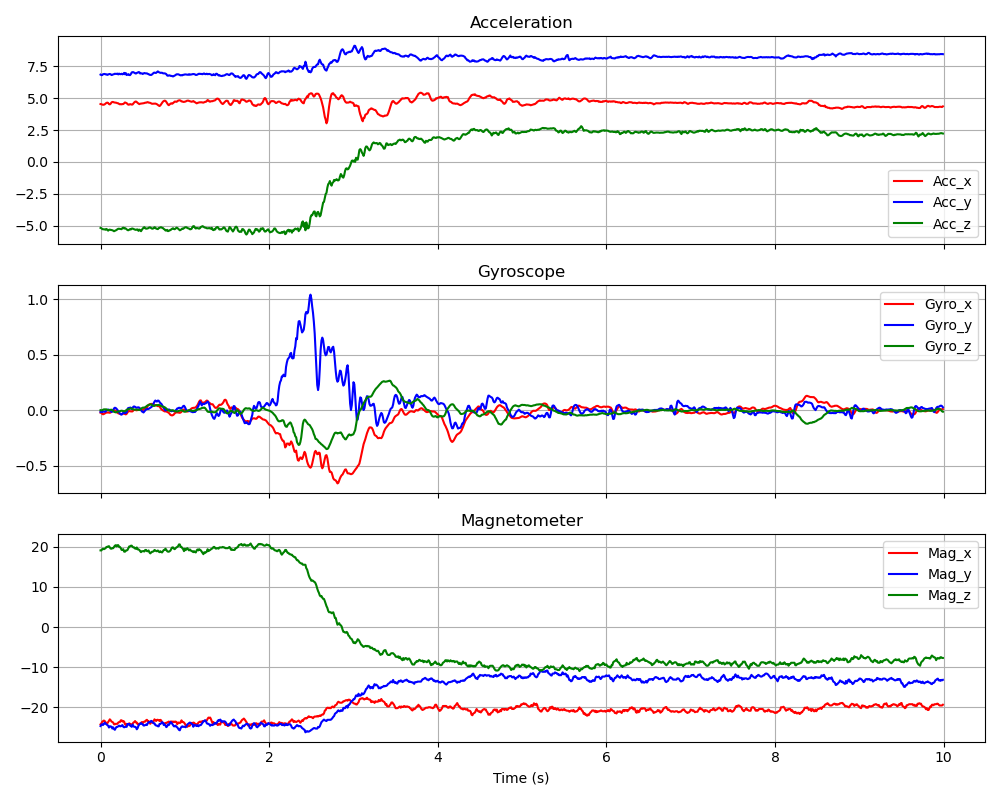 Acceleration
7.5
5.0
2.5
0.0
−2.5
−5.0
Acc_x
Acc_y
Acc_z
Gyroscope
1.0
0.5
0.0
−0.5
Gyro_x
Gyro_y
Gyro_z
Magnetometer
20
10
0
−10
−20
Mag_x
Mag_y
Mag_z
0 2 4 6 8 10
Time (s)